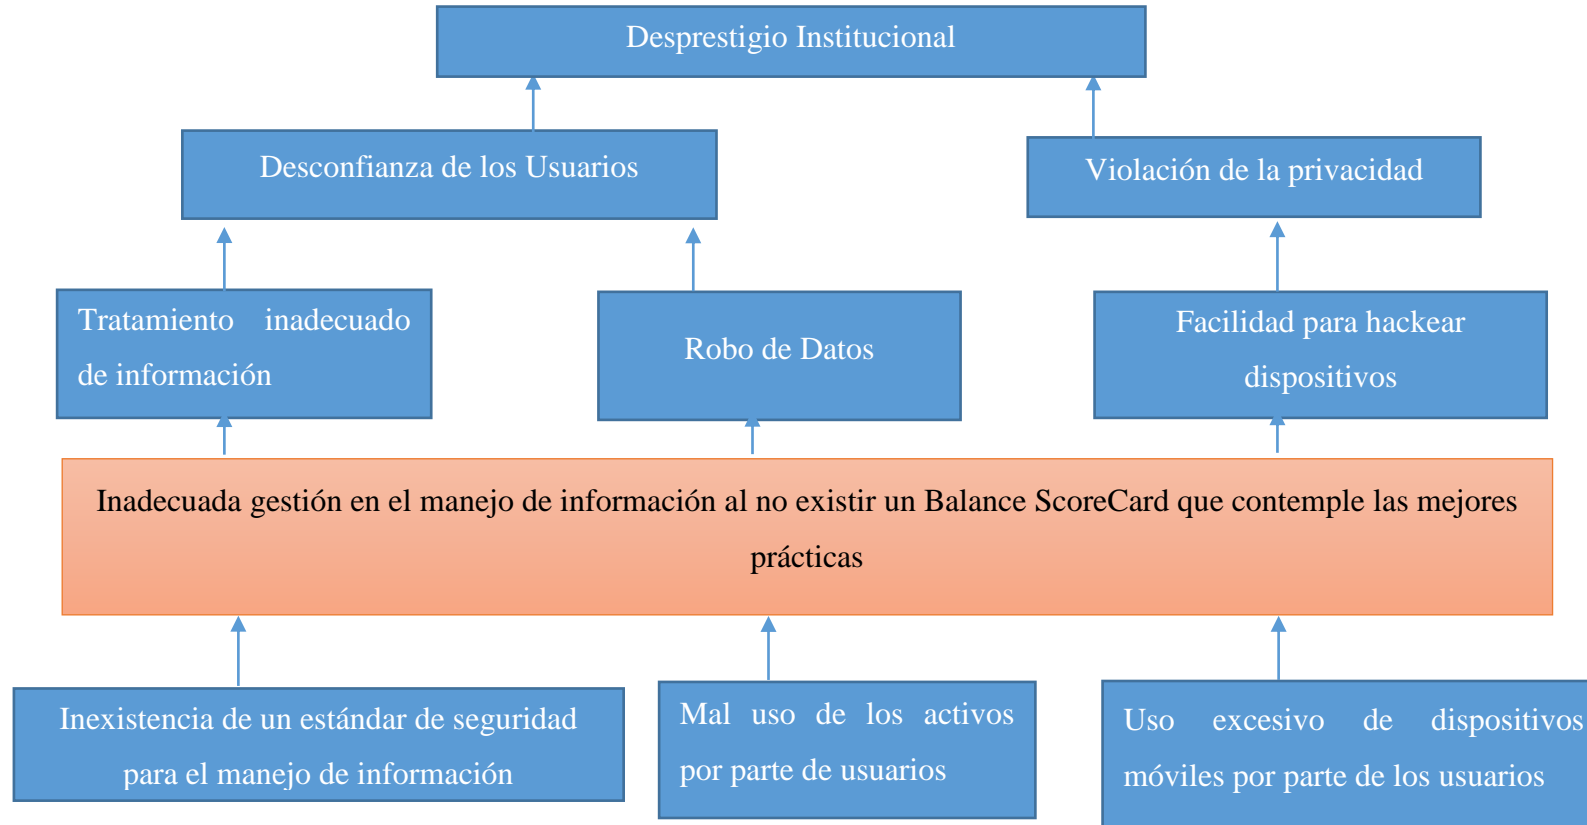 Desprestigio Institucional
Desconfianza de los Usuarios
Violación de la privacidad
Tratamiento inadecuado
de información
Robo de Datos
Facilidad para hackear
dispositivos
Inadecuada gestión en el manejo de información al no existir un Balance ScoreCard que contemple las mejores
prácticas
Inexistencia de un estándar de seguridad
para el manejo de información
Mal uso de los activos
por parte de usuarios
Uso excesivo de dispositivos
móviles por parte de los usuarios